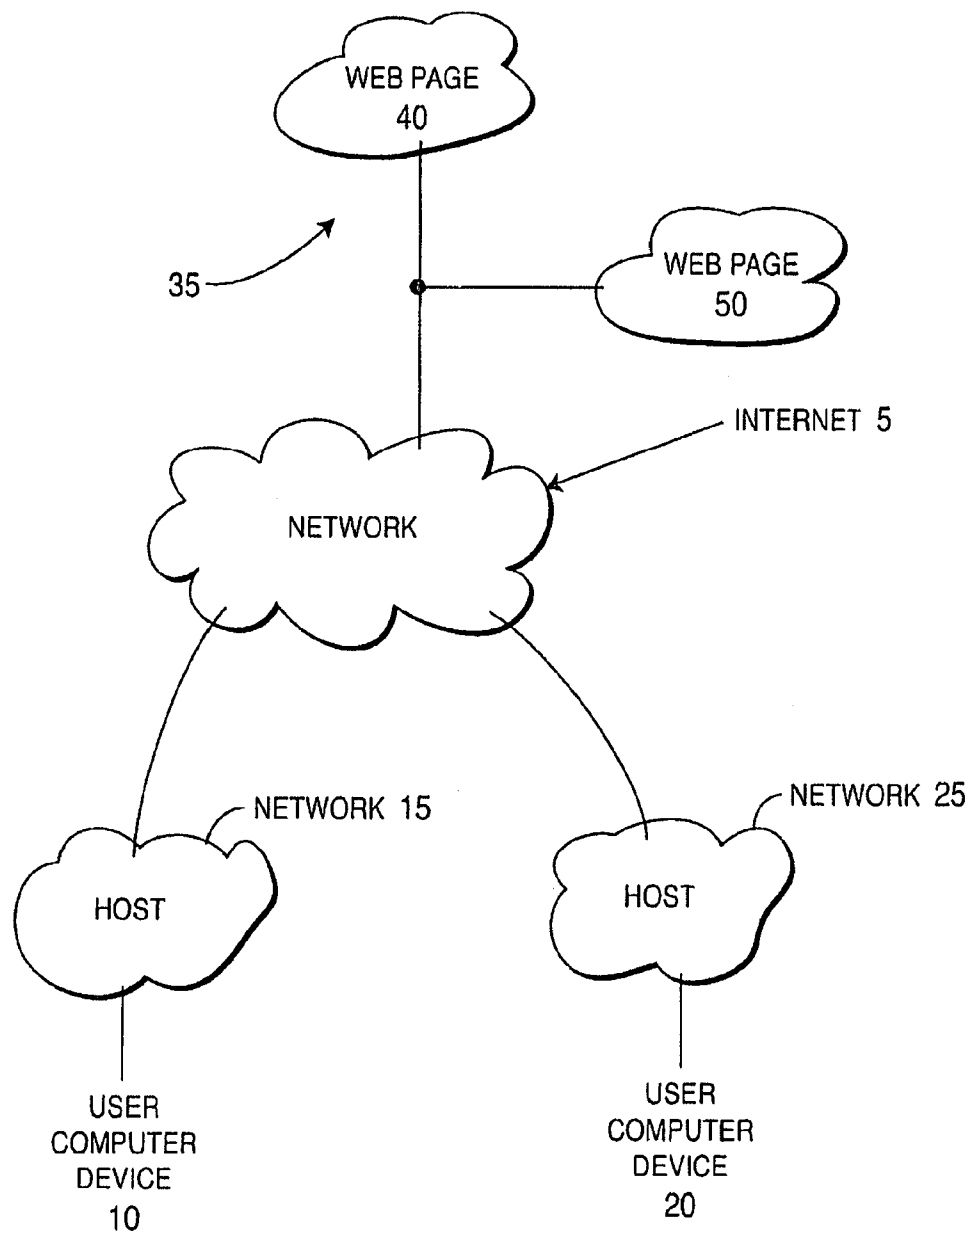 WEB PAGE
40
35
WEB PAGE
50
INTERNET 5
NETWORK
NETWORK 15
NETWORK 25
HOST
HOST
USER
COMPUTER
DEVICE
10
USER
COMPUTER
DEVICE
20